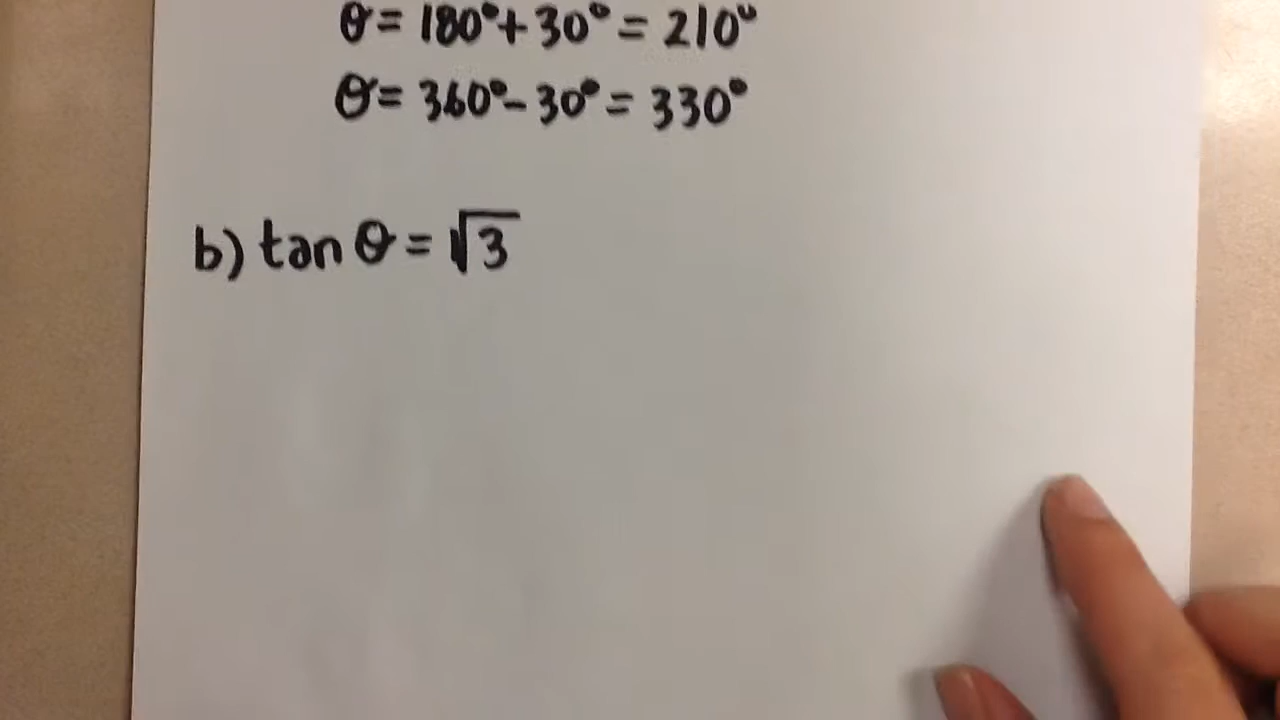 θ = 180° + 30° = 210°
θ = 360° - 30° = 330°
b) tan θ = √3